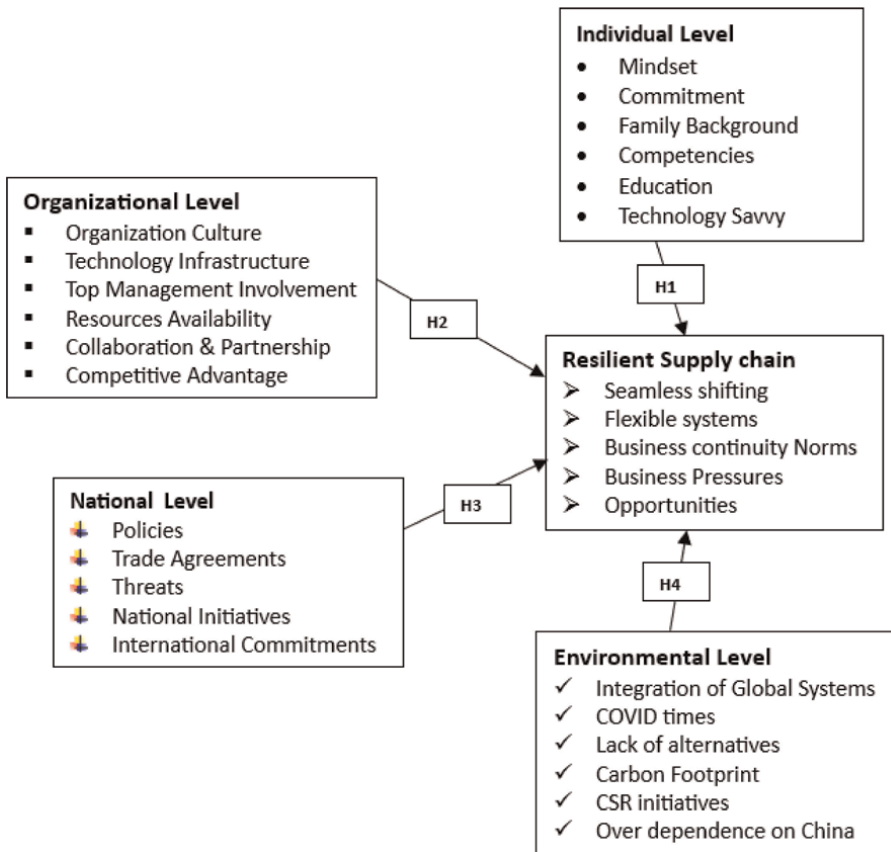 Individual Level
Mindset
Commitment
Family Background
Competencies
Education
Technology Savvy
Organizational Level
Organization Culture
Technology Infrastructure
Top Management Involvement
Resources Availability
Collaboration & Partnership
Competitive Advantage
H1
H2
Resilient Supply chain
Seamless shifting
Flexible systems
Business continuity Norms
Business Pressures
Opportunities
National Level
Policies
Trade Agreements
Threats
National Initiatives
International Commitments
H3
H4
Environmental Level
Integration of Global Systems
COVID times
Lack of alternatives
Carbon Footprint
CSR initiatives
Over dependence on China